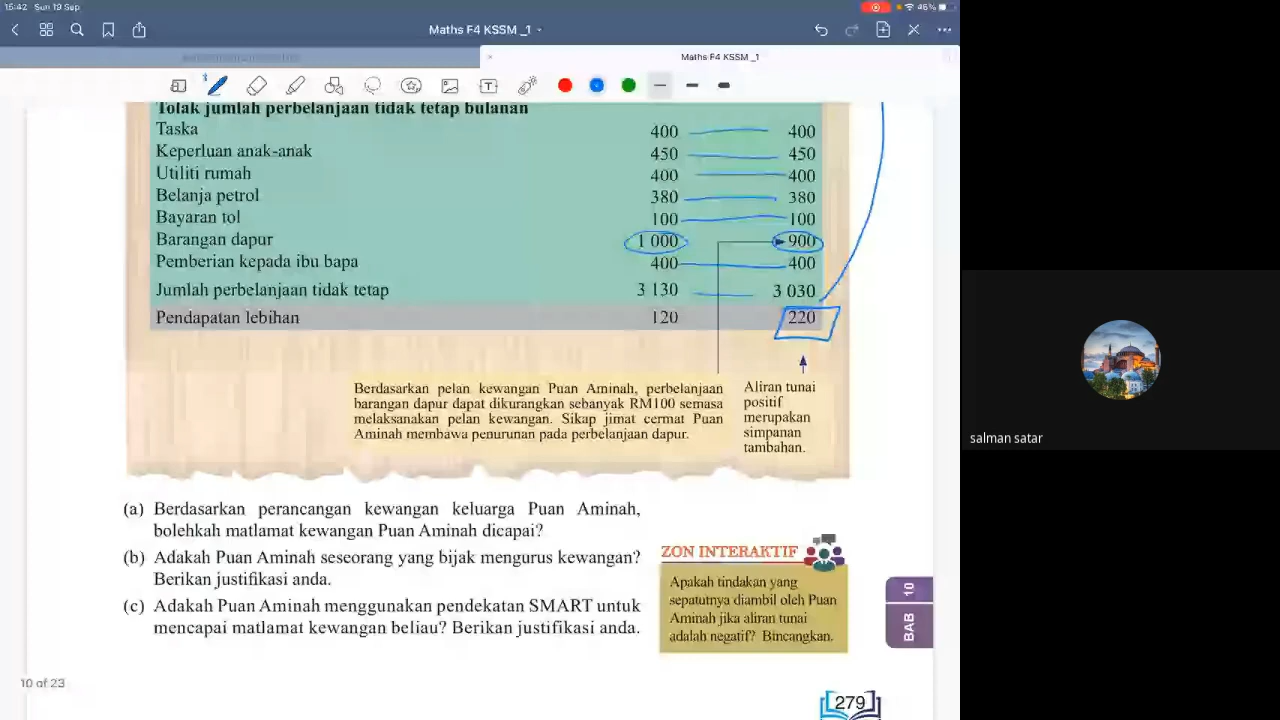 15:42 Sun 19 Sep
46%
Maths F4 KSSM _1
Maths F4 KSSM _1
Tolak jumlah perbelanjaan tidak tetap bulanan
Taska 400 400
Keperluan anak-anak 450 450
Utiliti rumah 400 400
Belanja petrol 380 380
Bayaran tol 100 100
Barangan dapur 1 000 900
Pemberian kepada ibu bapa 400 400
Jumlah perbelanjaan tidak tetap 3 130 3 030
Pendapatan lebihan 120 220
Berdasarkan pelan kewangan Puan Aminah, perbelanjaan
barangan dapur dapat dikurangkan sebanyak RM100 semasa
melaksanakan pelan kewangan. Sikap jimat cermat Puan
Aminah membawa penurunan pada perbelanjaan dapur.
Aliran tunai
positif
merupakan
simpanan
tambahan.
(a) Berdasarkan perancangan kewangan keluarga Puan Aminah,
bolehkah matlamat kewangan Puan Aminah dicapai?
(b) Adakah Puan Aminah seseorang yang bijak mengurus kewangan?
Berikan justifikasi anda.
(c) Adakah Puan Aminah menggunakan pendekatan SMART untuk
mencapai matlamat kewangan beliau? Berikan justifikasi anda.
ZON INTERAKTIF
Apakah tindakan yang
sepatutnya diambil oleh Puan
Aminah jika aliran tunai
adalah negatif? Bincangkan.
BAB 10
10 of 23
279
salman satar